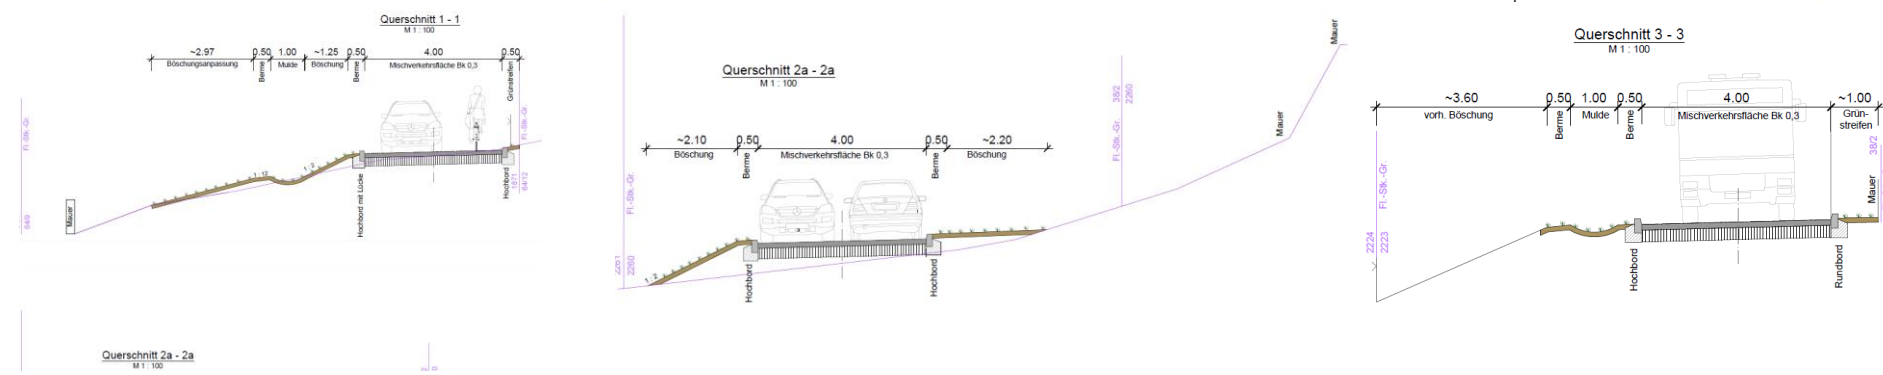 Querschnitt 1 - 1
M 1 : 100
~2.97
0.50
1.00
~1.25
0.50
4.00
0.50
Böschungsanpassung
Berme
Mulde
Böschung
Berme
Mischverkehrsfläche Bk 0,3
Grünstreifen
Fl.-Stk.-Gr.
Fl.-Stk.-Gr.
1 : 2
Mauer
64/9
Hochbord mit Lücke
Hochbord
1871
64/12
Querschnitt 2a - 2a
M 1 : 100
Querschnitt 2a - 2a
M 1 : 100
~2.10
0.50
4.00
0.50
~2.20
Böschung
Berme
Mischverkehrsfläche Bk 0,3
Berme
Böschung
Fl.-Stk.-Gr.
2260
1 : 2
Hochbord
Hochbord
Fl.-Stk.-Gr.
38/2
2260
Mauer
Mauer
Querschnitt 3 - 3
M 1 : 100
~3.60
0.50
1.00
0.50
4.00
~1.00
vorh. Böschung
Berme
Mulde
Berme
Mischverkehrsfläche Bk 0,3
Grün-
streifen
Fl.-Stk.-Gr.
2224
2223
38/2
Mauer
Hochbord
Rundbord